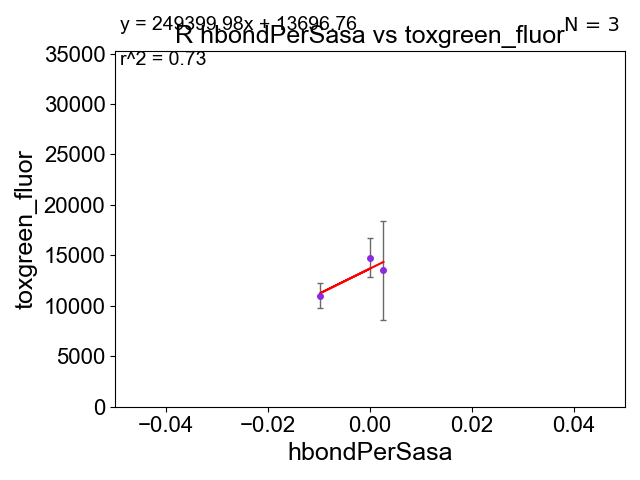 y = 249399.98x + 13696.76
N = 3
R hbondPerSasa vs toxgreen_fluor
r^2 = 0.73
35000
30000
25000
20000
15000
10000
5000
0
toxgreen_fluor
−0.04
−0.02
0.00
0.02
0.04
hbondPerSasa